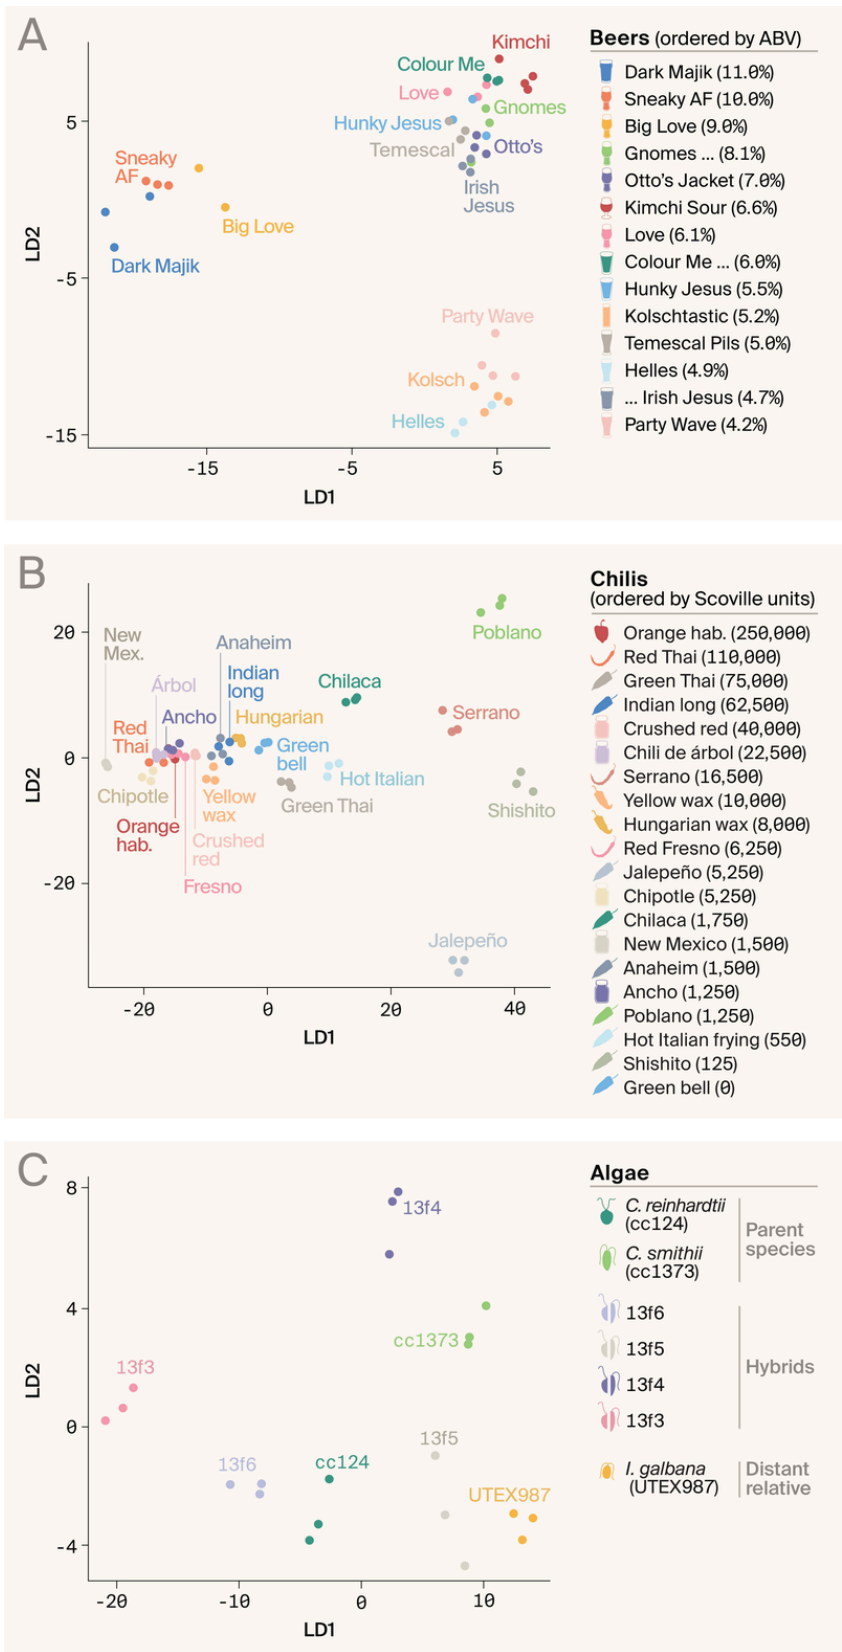 A
Beers (ordered by ABV)
Kimchi
Colour Me
Love
Gnomes
Hunky Jesus
Temescal
Otto's
Irish
Jesus
Sneaky
AF
Big Love
Dark Majik
Party Wave
Kolsch
Helles
5
-5
-15
LD2
-15
-5
5
LD1
Dark Majik (11.0%)
Sneaky AF (10.0%)
Big Love (9.0%)
Gnomes ... (8.1%)
Otto's Jacket (7.0%)
Kimchi Sour (6.6%)
Love (6.1%)
Colour Me ... (6.0%)
Hunky Jesus (5.5%)
Kolschtastic (5.2%)
Temescal Pils (5.0%)
Helles (4.9%)
... Irish Jesus (4.7%)
Party Wave (4.2%)
B
Chilis
(ordered by Scoville units)
20
0
-20
LD2
-20
0
20
40
LD1
New
Mex.
Árbol
Anaheim
Indian
long
Ancho
Hungarian
Red
Thai
Chipotle
Orange
hab.
Yellow
wax
Crushed
red
Fresno
Green
bell
Green Thai
Hot Italian
Chilaca
Poblano
Serrano
Shishito
Jalepeño
Orange hab. (250,000)
Red Thai (110,000)
Green Thai (75,000)
Indian long (62,500)
Crushed red (40,000)
Chili de árbol (22,500)
Serrano (16,500)
Yellow wax (10,000)
Hungarian wax (8,000)
Red Fresno (6,250)
Jalepeño (5,250)
Chipotle (5,250)
Chilaca (1,750)
New Mexico (1,500)
Anaheim (1,500)
Ancho (1,250)
Poblano (1,250)
Hot Italian frying (550)
Shishito (125)
Green bell (0)
C
Algae
8
4
0
-4
LD2
-20
-10
0
10
LD1
13f4
cc1373
13f3
13f6
cc124
13f5
UTEX987
C. reinhardtii
(cc124)
C. smithii
(cc1373)
Parent
species
13f6
13f5
13f4
13f3
Hybrids
I. galbana
(UTEX987)
Distant
relative